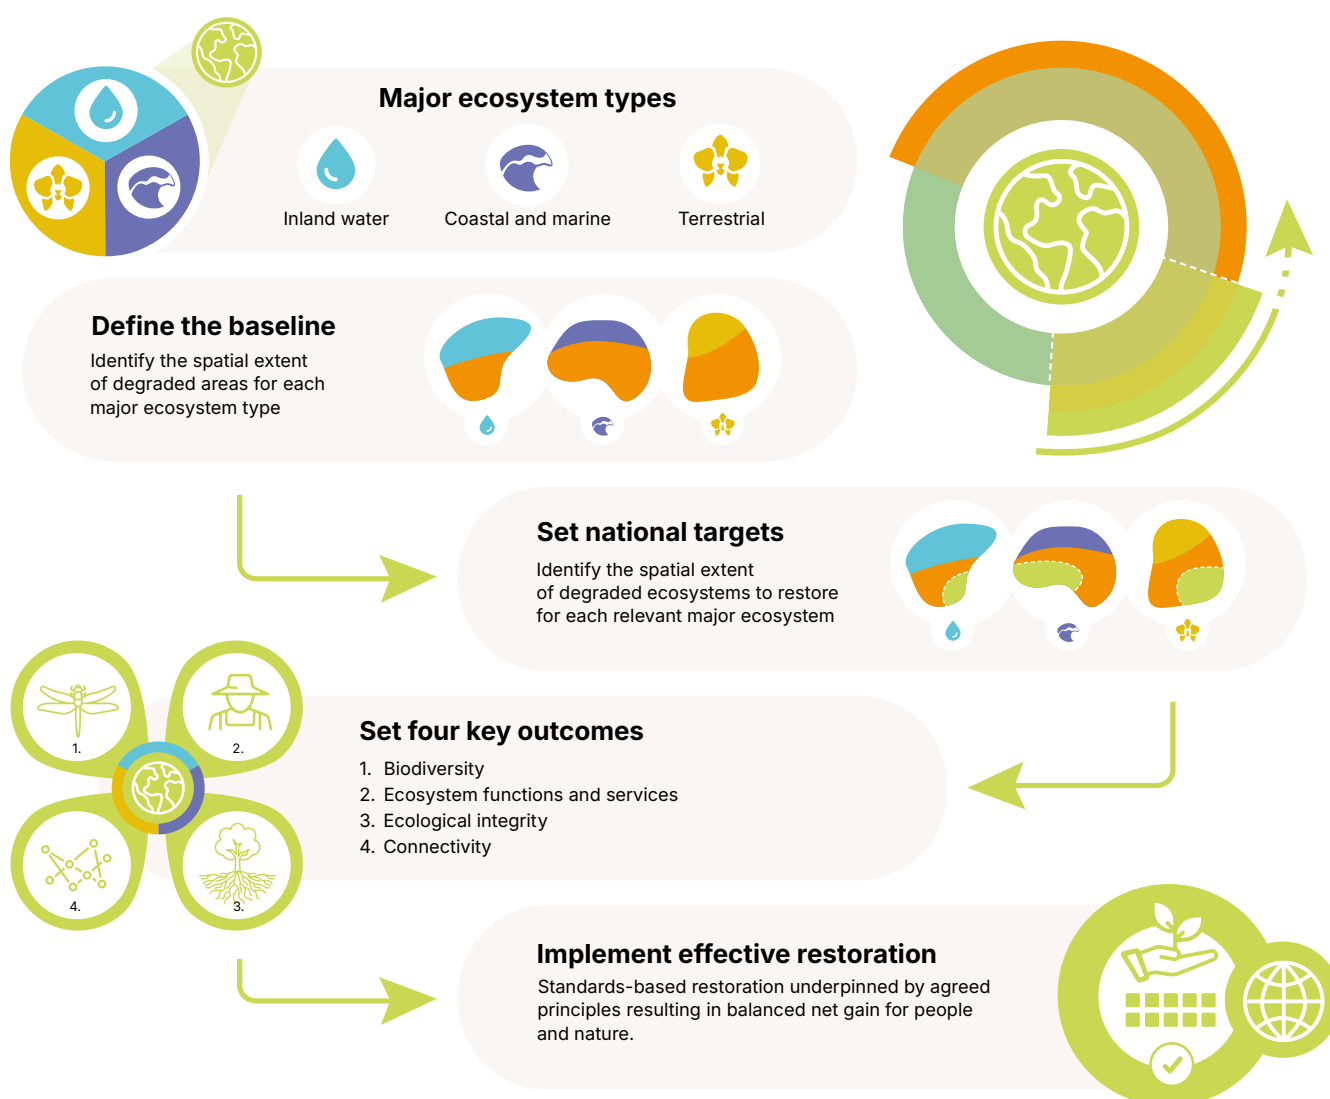 Major ecosystem types
Inland water
Coastal and marine
Terrestrial
Define the baseline
Identify the spatial extent
of degraded areas for each
major ecosystem type
Set national targets
Identify the spatial extent
of degraded ecosystems to restore
for each relevant major ecosystem
1.
2.
4.
3.
Set four key outcomes
1. Biodiversity
2. Ecosystem functions and services
3. Ecological integrity
4. Connectivity
Implement effective restoration
Standards-based restoration underpinned by agreed
principles resulting in balanced net gain for people
and nature.